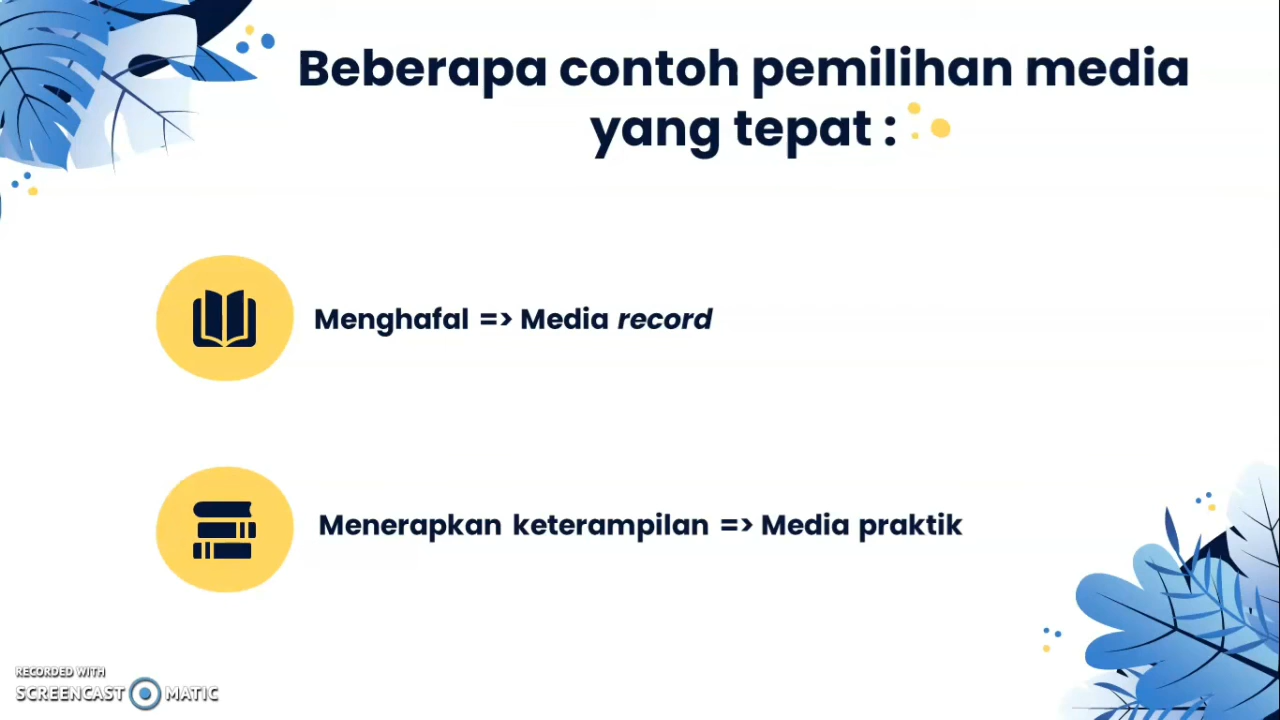 Beberapa contoh pemilihan media
yang tepat :
Menghafal => Media record
Menerapkan keterampilan => Media praktik
RECORDED WITH
SCREENCAST MATIC